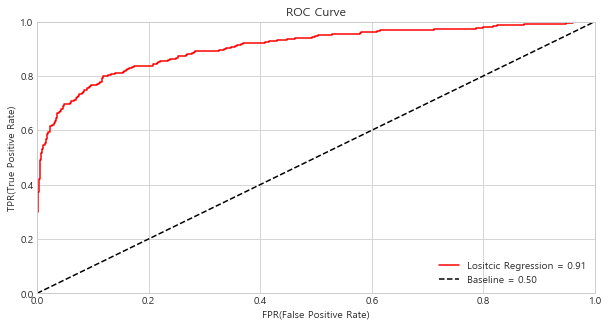 ROC Curve
TPR(True Positive Rate)
1.0
0.8
0.6
0.4
0.2
0.0
Lositcic Regression = 0.91
Baseline = 0.50
0.0 0.2 0.4 0.6 0.8 1.0
FPR(False Positive Rate)